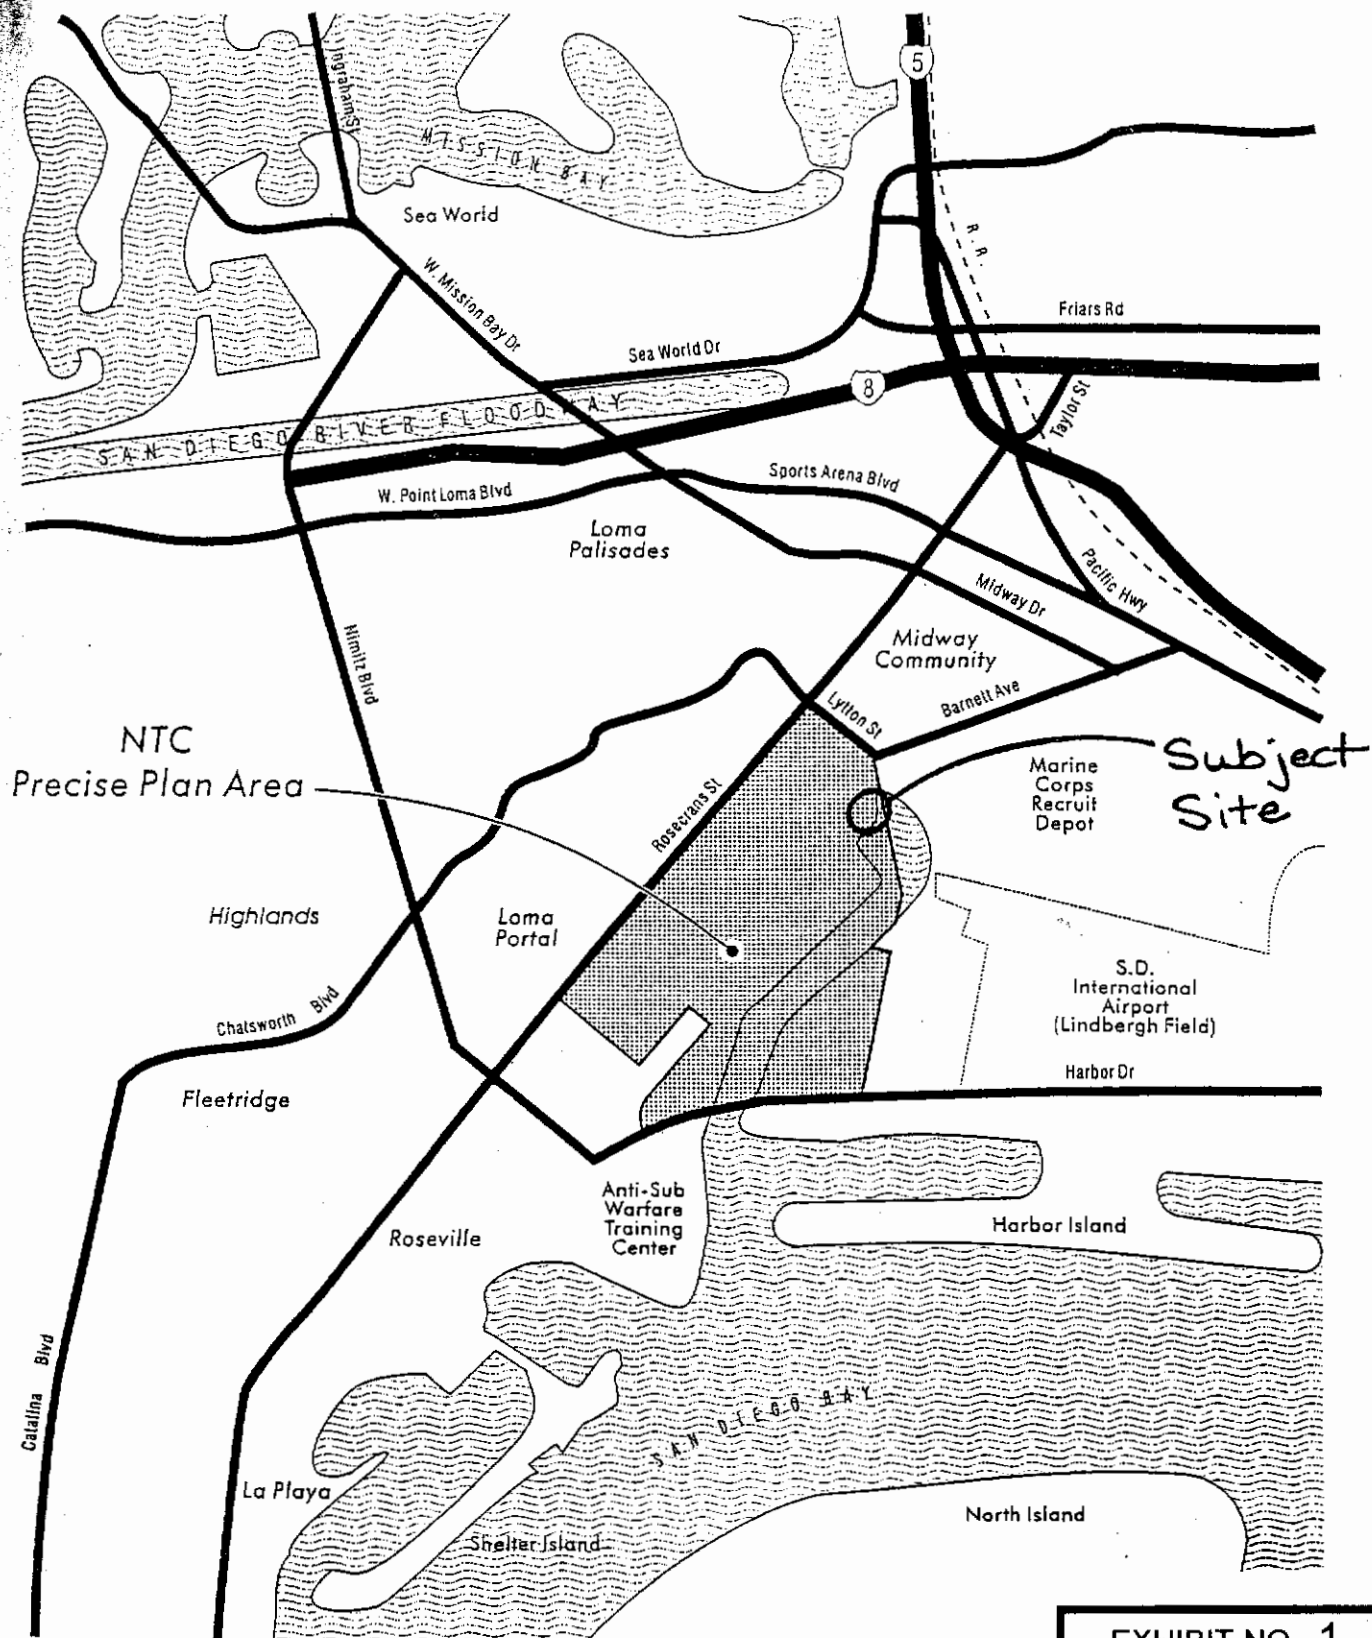 5
Ingraham St
MISSION BAY
Sea World
R. R.
W. Mission Bay Dr
Friars Rd
Sea World Dr
8
Taylor St
SAN DIEGO RIVER FLOODWAY
Sports Arena Blvd
W. Point Loma Blvd
Loma
Palisades
Pacific Hwy
Midway Dr
Nimitz Blvd
Midway
Community
Lytton St
Barnett Ave
NTC
Precise Plan Area
Subject
Site
Marine
Corps
Recruit
Depot
Rosecrans St
Highlands
Loma
Portal
S.D.
International
Airport
(Lindbergh Field)
Chatsworth Blvd
Harbor Dr
Fleetridge
Anti-Sub
Warfare
Training
Center
Harbor Island
Roseville
Catalina Blvd
SAN DIEGO BAY
La Playa
North Island
Shelter Island
EXHIBIT NO. 1